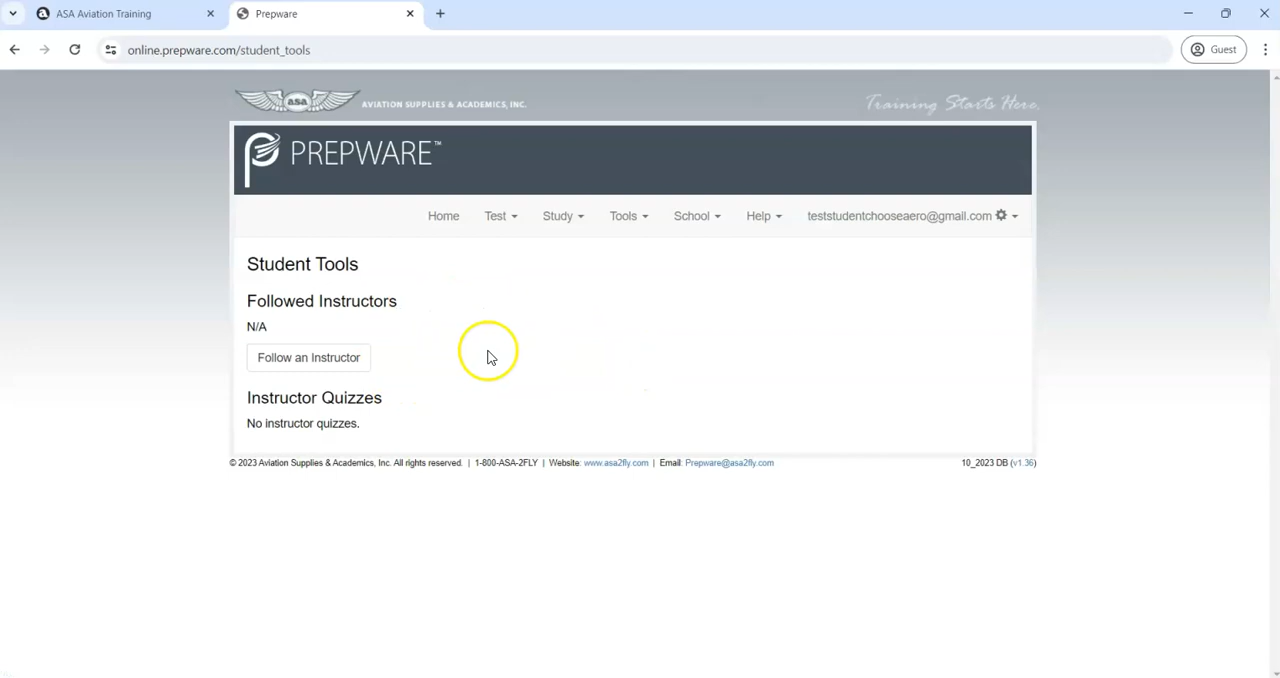 ASA Aviation Training
Prepware
online.prepware.com/student_tools
Guest
asa AVIATION SUPPLIES & ACADEMICS, INC.
Training Starts Here.
PREPWARE™
Home Test Study Tools School Help teststudentchooseaero@gmail.com
Student Tools
Followed Instructors
N/A
Follow an Instructor
Instructor Quizzes
No instructor quizzes.
© 2023 Aviation Supplies & Academics, Inc. All rights reserved. | 1-800-ASA-2FLY | Website: www.asa2fly.com | Email: Prepware@asa2fly.com 10_2023 DB (v1.36)